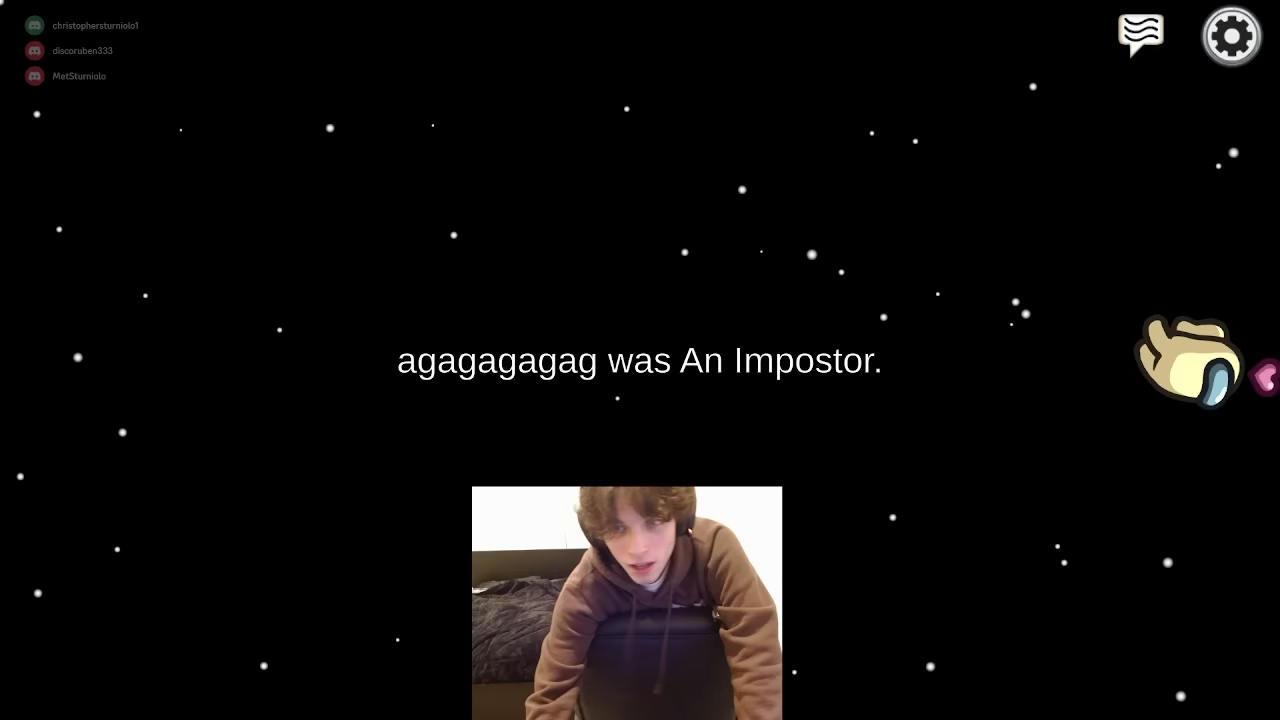 christophersturniolo1
discoruben333
MetSturniolo
agagagagag was An Impostor.